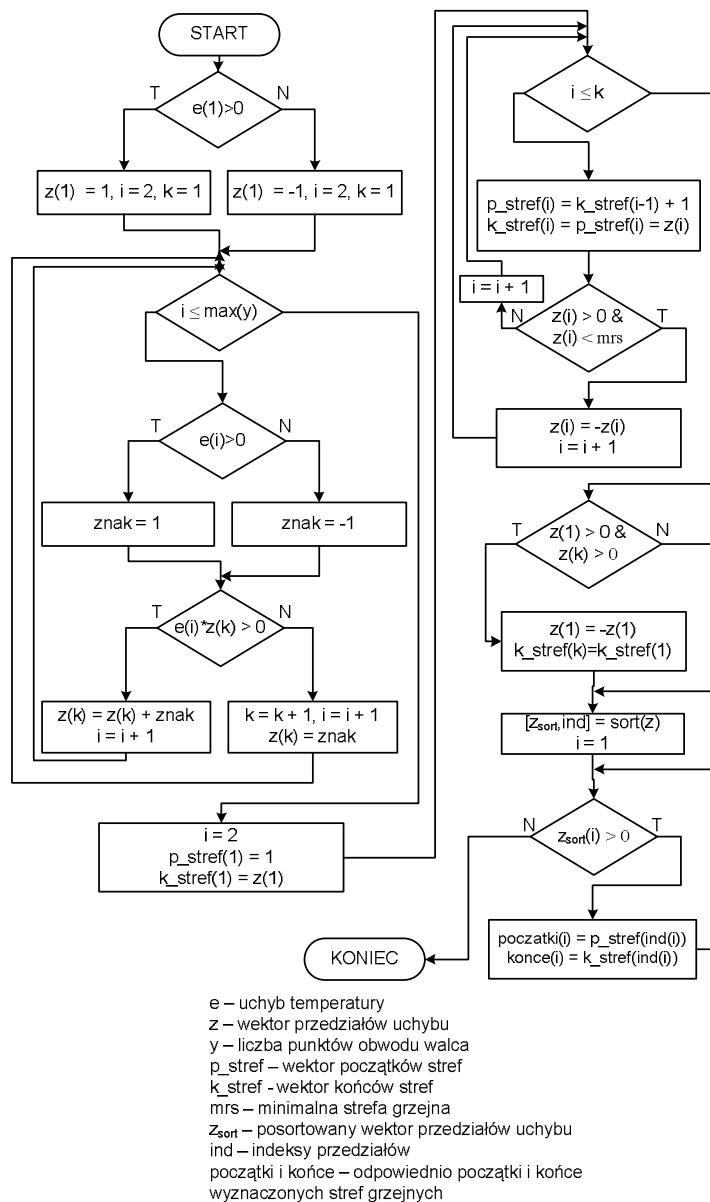 START
T
N
e(1)>0
z(1) = 1, i = 2, k = 1
z(1) = -1, i = 2, k = 1
i ≤ max(y)
T
N
e(i)>0
znak = 1
znak = -1
T
N
e(i)*z(k) > 0
z(k) = z(k) + znak
i = i + 1
k = k + 1, i = i + 1
z(k) = znak
i = 2
p_stref(1) = 1
k_stref(1) = z(1)
i ≤ k
p_stref(i) = k_stref(i-1) + 1
k_stref(i) = p_stref(i) = z(i)
i = i + 1
N
z(i) > 0 &
z(i) < mrs
T
z(i) = -z(i)
i = i + 1
T
z(1) > 0 &
z(k) > 0
N
z(1) = -z(1)
k_stref(k)=k_stref(1)
[zsort,ind] = sort(z)
i = 1
N
zsort(i) > 0
T
poczatki(i) = p_stref(ind(i))
konce(i) = k_stref(ind(i))
KONIEC
e – uchyb temperatury
z – wektor przedziałów uchybu
y – liczba punktów obwodu walca
p_stref – wektor początków stref
k_stref - wektor końców stref
mrs – minimalna strefa grzejna
zsort – posortowany wektor przedziałów uchybu
ind – indeksy przedziałów
początki i końce – odpowiednio początki i końce
wyznaczonych stref grzejnych